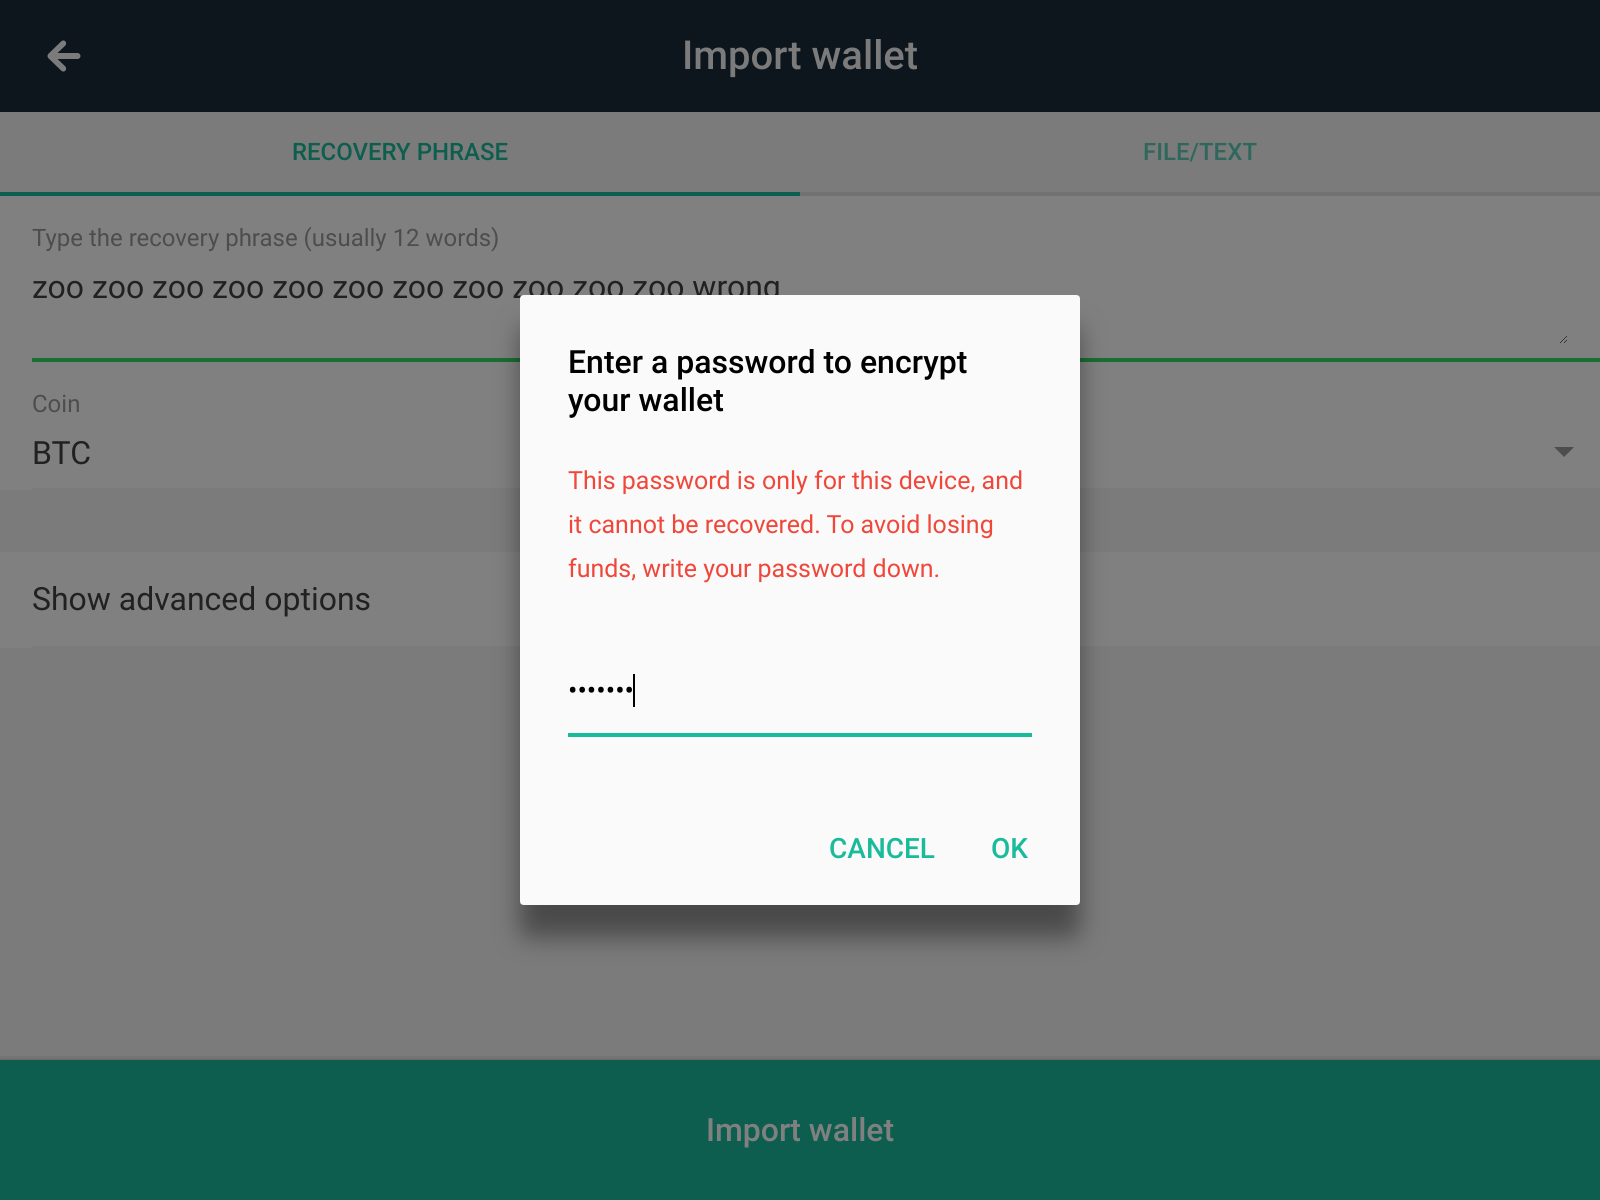 Import wallet
RECOVERY PHRASE
FILE/TEXT
Type the recovery phrase (usually 12 words)
zoo zoo zoo zoo zoo zoo zoo zoo zoo zoo zoo wrong
Coin
BTC
Show advanced options
Enter a password to encrypt
your wallet
This password is only for this device, and
it cannot be recovered. To avoid losing
funds, write your password down.
•••••••
CANCEL
OK
Import wallet